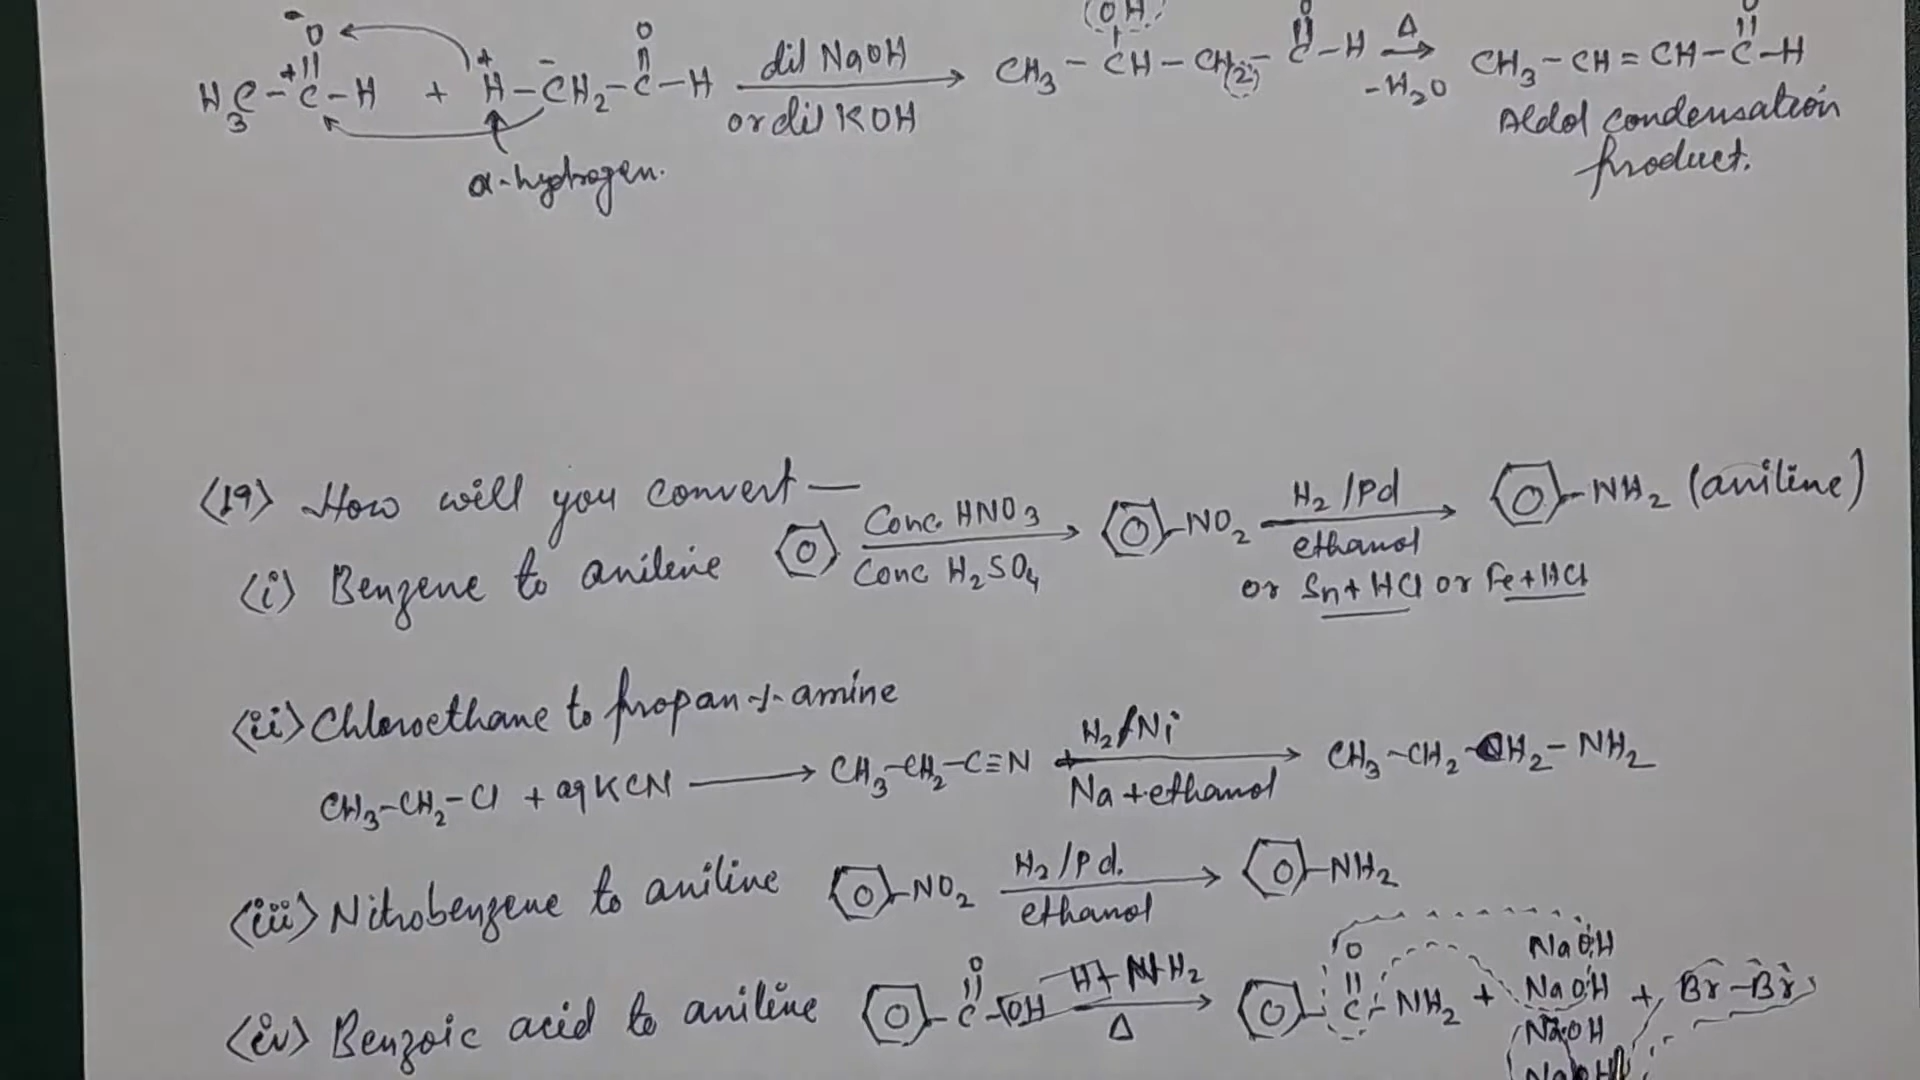 H₃C-C(=O)-H + H-CH₂-C(=O)-H dil NaOH or dil KOH → CH₃-CH(OH)-CH₂-C(=O)-H Δ -H₂O → CH₃-CH=CH-C(=O)-H
α-hydrogen.
Aldol condensation product.
(19) How will you convert —
(i) Benzene to aniline Conc. HNO₃ Conc H₂SO₄ → -NO₂ H₂/Pd ethanol → -NH₂ (aniline)
or Sn+HCl or Fe+HCl
(ii) Chloroethane to propan-1-amine
CH₃-CH₂-Cl + aq KCN → CH₃-CH₂-C≡N H₂/Ni Na+ethanol → CH₃-CH₂-CH₂-NH₂
(iii) Nitrobenzene to aniline -NO₂ H₂/Pd. ethanol → -NH₂
(iv) Benzoic acid to aniline -C(=O)-OH H+NH₂ Δ → -C(=O)-NH₂ + NaOH + Br-Br
NaOH
NaOH
NaOH